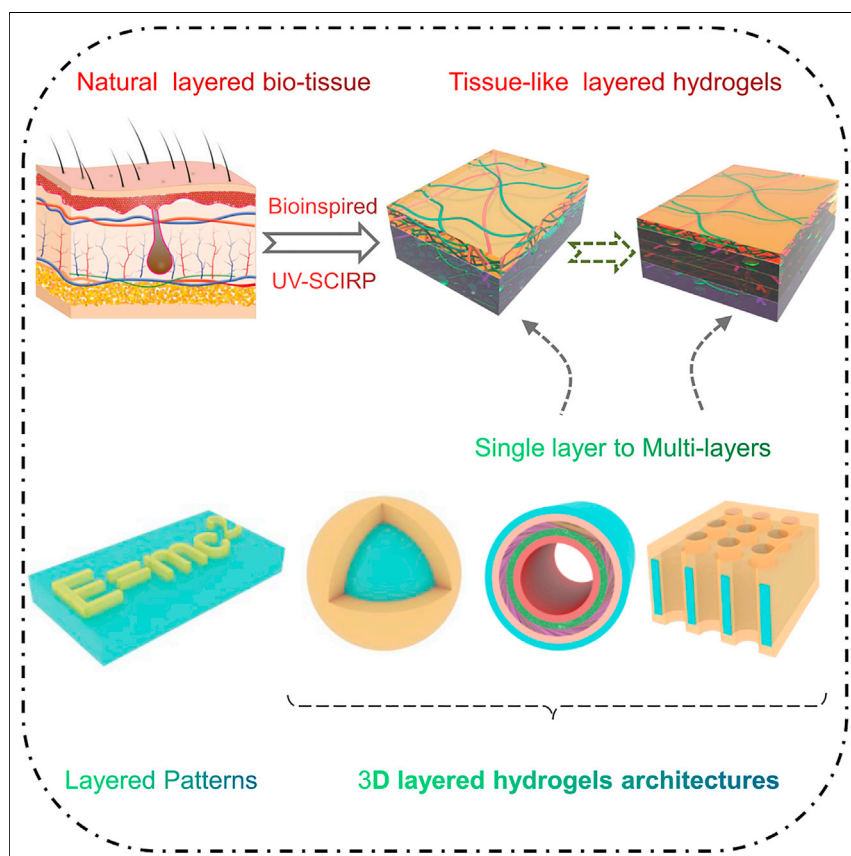 Natural layered bio-tissue
Tissue-like layered hydrogels
Bioinspired
UV-SCIRP
Single layer to Multi-layers
E=mc2
Layered Patterns
3D layered hydrogels architectures